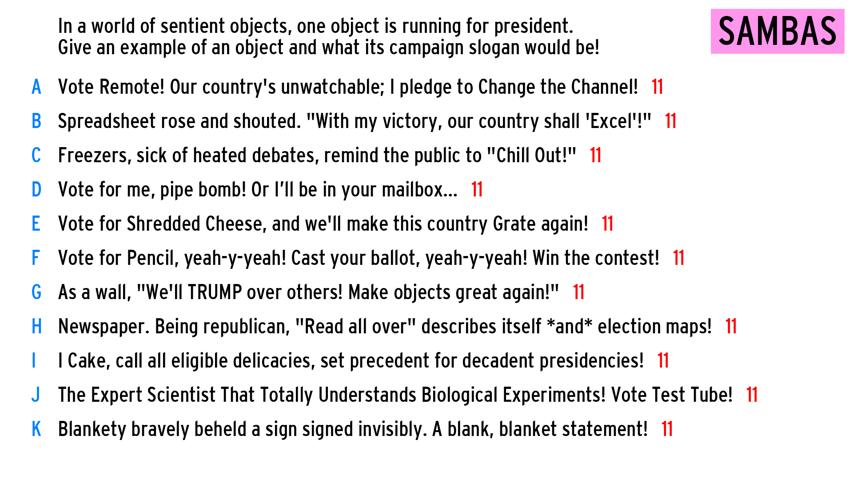 In a world of sentient objects, one object is running for president.
Give an example of an object and what its campaign slogan would be!
SAMBAS
A Vote Remote! Our country's unwatchable; I pledge to Change the Channel! 11
B Spreadsheet rose and shouted. "With my victory, our country shall 'Excel'!" 11
C Freezers, sick of heated debates, remind the public to "Chill Out!" 11
D Vote for me, pipe bomb! Or I'll be in your mailbox... 11
E Vote for Shredded Cheese, and we'll make this country Grate again! 11
F Vote for Pencil, yeah-y-yeah! Cast your ballot, yeah-y-yeah! Win the contest! 11
G As a wall, "We'll TRUMP over others! Make objects great again!" 11
H Newspaper. Being republican, "Read all over" describes itself *and* election maps! 11
I I Cake, call all eligible delicacies, set precedent for decadent presidencies! 11
J The Expert Scientist That Totally Understands Biological Experiments! Vote Test Tube! 11
K Blankety bravely beheld a sign signed invisibly. A blank, blanket statement! 11